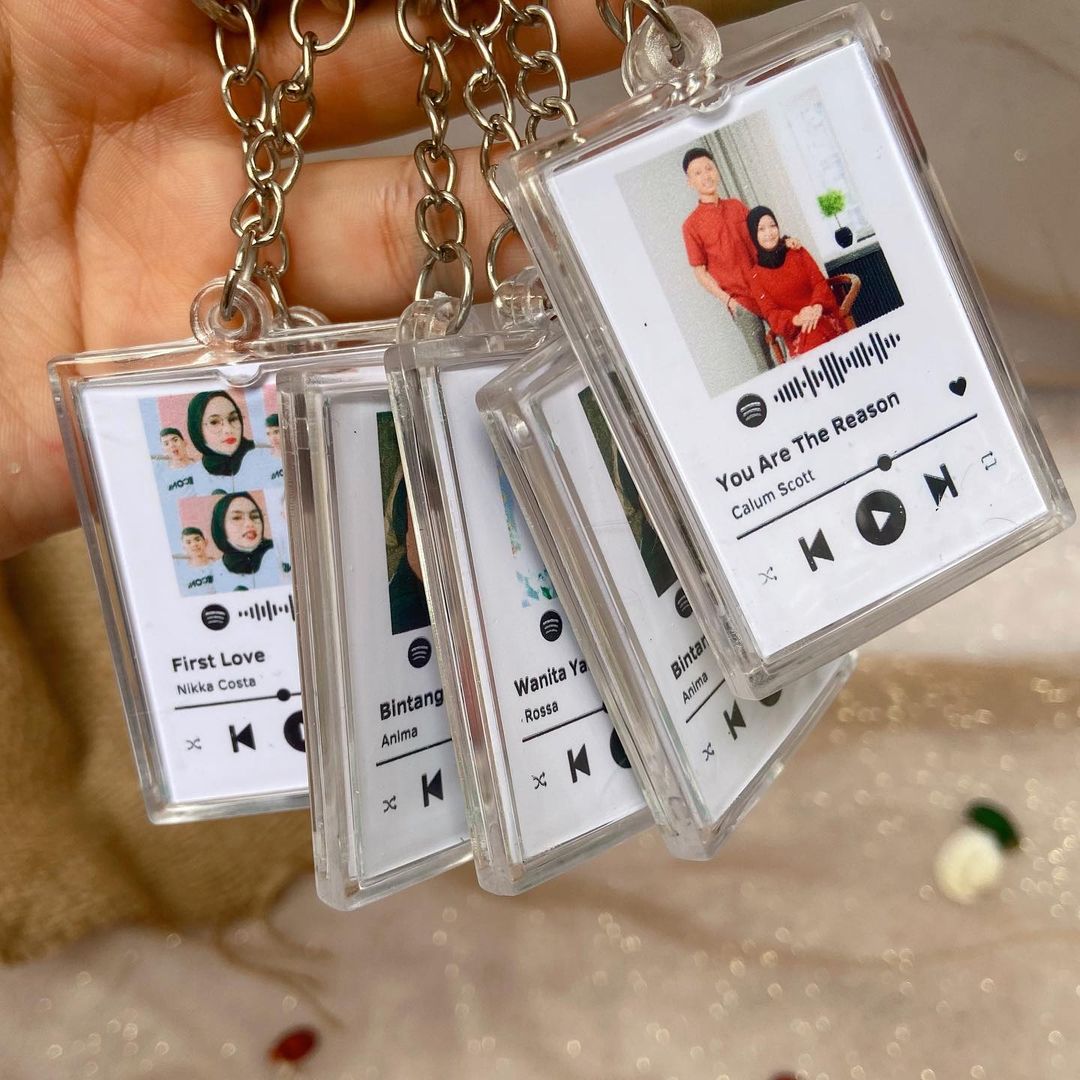 First Love
Nikka Costa
Bintang
Anima
Wanita Ya
Rossa
Bintan
Anima
You Are The Reason
Calum Scott